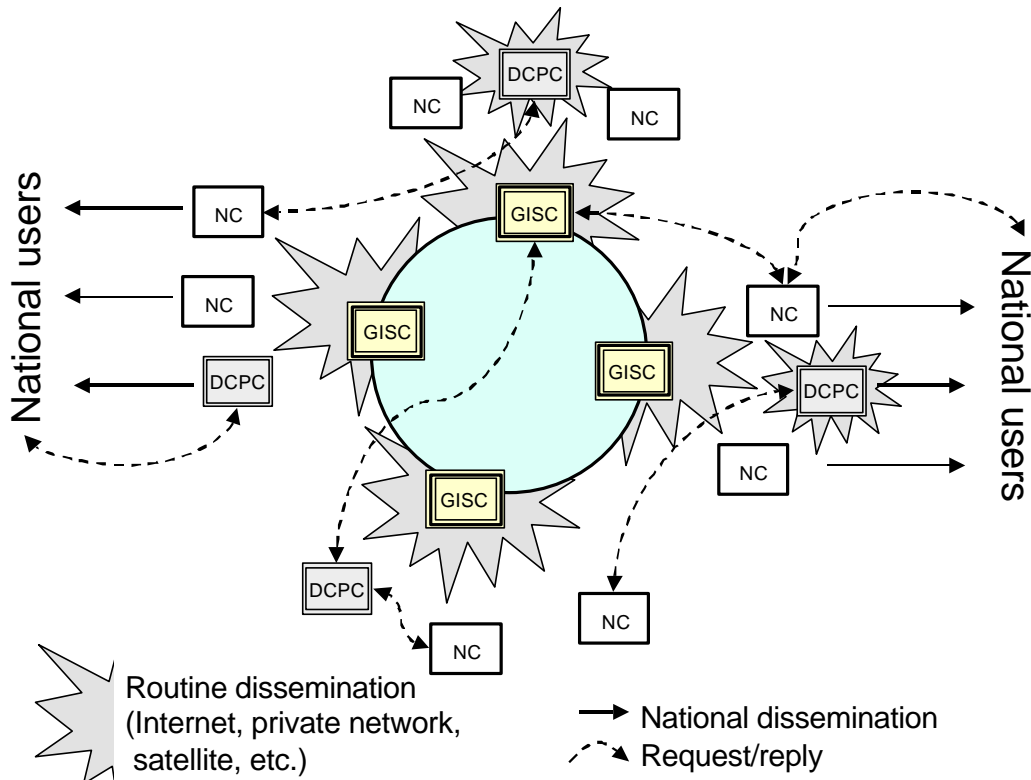 DCPC
NC
NC
National users
NC
GISC
NC
GISC
NC
National users
DCPC
GISC
DCPC
NC
GISC
DCPC
NC
NC
Routine dissemination
(Internet, private network,
satellite, etc.)
National dissemination
Request/reply